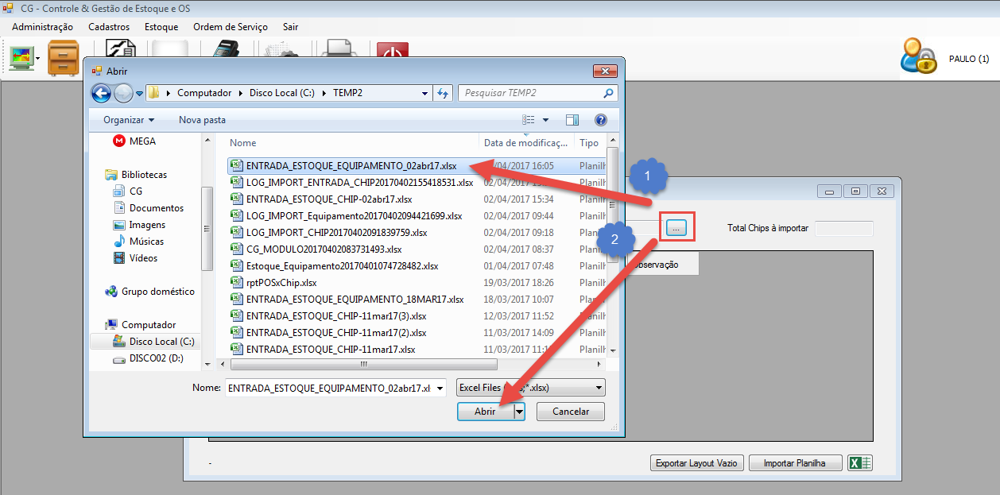 CG - Controle & Gestão de Estoque e OS
Administração Cadastros Estoque Ordem de Serviço Sair
PAULO (1)
Abrir
Computador Disco Local (C:) TEMP2
Pesquisar TEMP2
Organizar Nova pasta
MEGA
Bibliotecas
CG
Documentos
Imagens
Músicas
Vídeos
Grupo doméstico
Computador
Disco Local (C:)
DISCO02 (D:)
Nome Data de modificaç... Tipo
ENTRADA_ESTOQUE_EQUIPAMENTO_02abr17.xlsx /04/2017 16:05 Planilh
LOG_IMPORT_ENTRADA_CHIP20170402155418531.xlsx 02/04/2017 Planilh
ENTRADA_ESTOQUE_CHIP-02abr17.xlsx 02/04/2017 15:34 Planilh
LOG_IMPORT_Equipamento20170402094421699.xlsx 02/04/2017 09:44 Planilh
LOG_IMPORT_CHIP20170402091839759.xlsx 02/04/2017 09:18 Planilh
CG_MODULO20170402083731493.xlsx 02/04/2017 08:37 Planilh
Estoque_Equipamento20170401074728482.xlsx 01/04/2017 07:48 Planilh
rptPOSxChip.xlsx 19/03/2017 18:26 Planilh
ENTRADA_ESTOQUE_EQUIPAMENTO_18MAR17.xlsx 18/03/2017 10:07 Planilh
ENTRADA_ESTOQUE_CHIP-11mar17(3).xlsx 12/03/2017 11:52 Planilh
ENTRADA_ESTOQUE_CHIP-11mar17(2).xlsx 11/03/2017 14:09 Planilh
ENTRADA_ESTOQUE_CHIP-11mar17.xlsx 11/03/2017 Planilh
Nome: ENTRADA_ESTOQUE_EQUIPAMENTO_02abr17.xl
Excel Files *.xlsx)
Abrir Cancelar
1
2
...
Total Chips à importar
Observação
-
Exportar Layout Vazio Importar Planilha